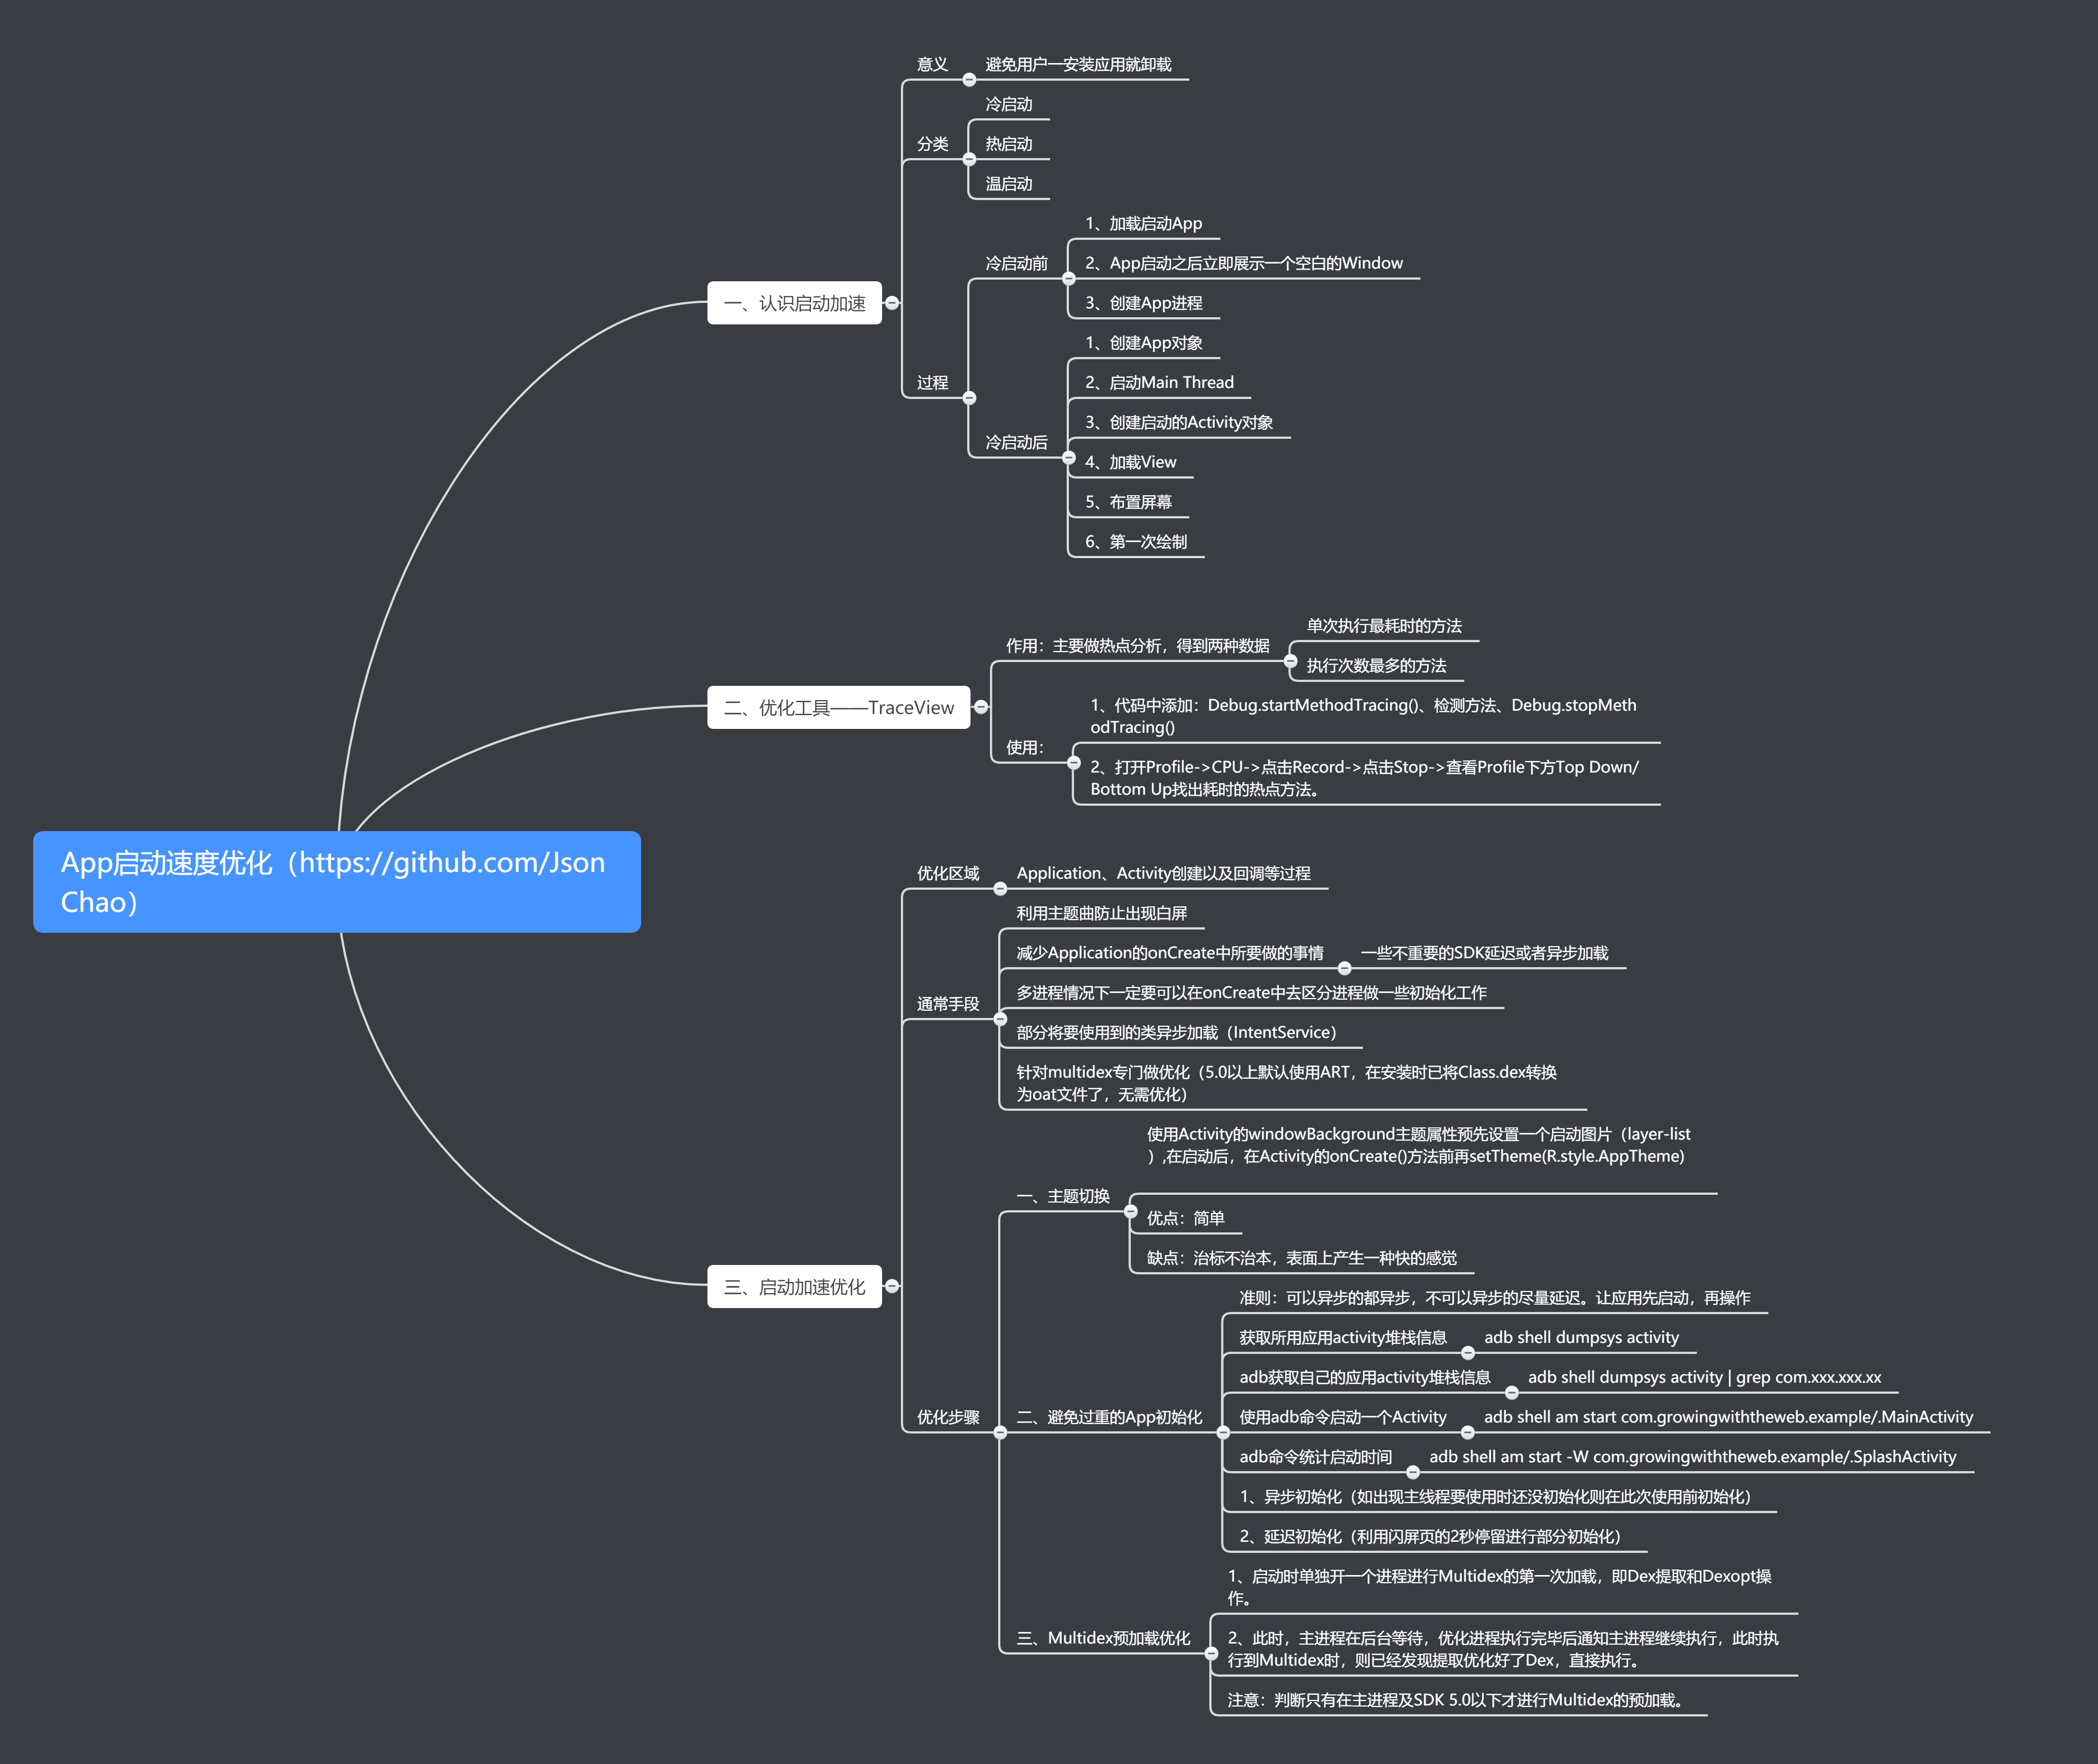 App启动速度优化（https://github.com/Json
Chao）
一、认识启动加速
意义
避免用户一安装应用就卸载
分类
冷启动
热启动
温启动
过程
冷启动前
1、加载启动App
2、App启动之后立即展示一个空白的Window
3、创建App进程
冷启动后
1、创建App对象
2、启动Main Thread
3、创建启动的Activity对象
4、加载View
5、布置屏幕
6、第一次绘制
二、优化工具——TraceView
作用：主要做热点分析，得到两种数据
单次执行最耗时的方法
执行次数最多的方法
使用：
1、代码中添加：Debug.startMethodTracing()、检测方法、Debug.stopMeth
odTracing()
2、打开Profile->CPU->点击Record->点击Stop->查看Profile下方Top Down/
Bottom Up找出耗时的热点方法。
三、启动加速优化
优化区域
Application、Activity创建以及回调等过程
通常手段
利用主题曲防止出现白屏
减少Application的onCreate中所要做的事情
一些不重要的SDK延迟或者异步加载
多进程情况下一定要可以在onCreate中去区分进程做一些初始化工作
部分将要使用到的类异步加载（IntentService）
针对multidex专门做优化（5.0以上默认使用ART，在安装时已将Class.dex转换
为oat文件了，无需优化）
优化步骤
一、主题切换
使用Activity的windowBackground主题属性预先设置一个启动图片（layer-list
）,在启动后，在Activity的onCreate()方法前再setTheme(R.style.AppTheme)
优点：简单
缺点：治标不治本，表面上产生一种快的感觉
二、避免过重的App初始化
准则：可以异步的都异步，不可以异步的尽量延迟。让应用先启动，再操作
获取所用应用activity堆栈信息
adb shell dumpsys activity
adb获取自己的应用activity堆栈信息
adb shell dumpsys activity | grep com.xxx.xxx.xx
使用adb命令启动一个Activity
adb shell am start com.growingwiththeweb.example/.MainActivity
adb命令统计启动时间
adb shell am start -W com.growingwiththeweb.example/.SplashActivity
1、异步初始化（如出现主线程要使用时还没初始化则在此次使用前初始化）
2、延迟初始化（利用闪屏页的2秒停留进行部分初始化）
三、Multidex预加载优化
1、启动时单独开一个进程进行Multidex的第一次加载，即Dex提取和Dexopt操
作。
2、此时，主进程在后台等待，优化进程执行完毕后通知主进程继续执行，此时执
行到Multidex时，则已经发现提取优化好了Dex，直接执行。
注意：判断只有在主进程及SDK 5.0以下才进行Multidex的预加载。